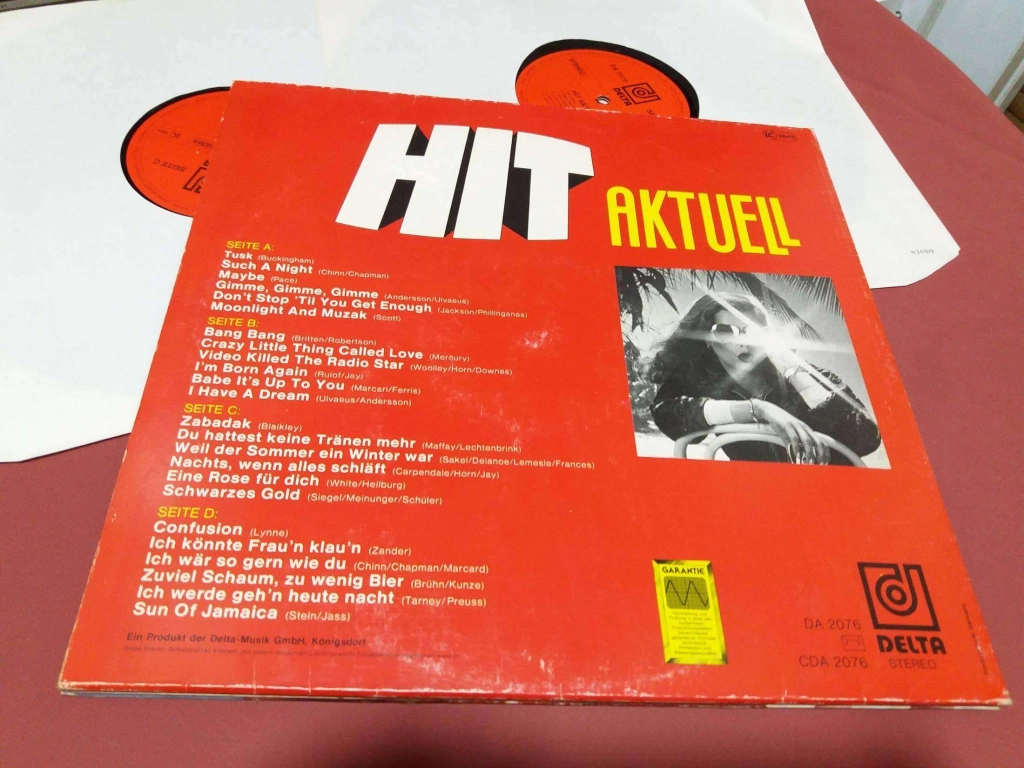 DELTA
SEITE C
HIT
AKTUELL
LC
SEITE A:
Tusk (Buckingham)
Such A Night (Chinn/Chapman)
Maybe (Pace)
Gimme, Gimme, Gimme (Andersson/Ulvaeus)
Don't Stop 'Til You Get Enough (Jackson/Phillinganes)
Moonlight And Muzak (Scott)
SEITE B:
Bang Bang (Britten/Robertson)
Crazy Little Thing Called Love (Mercury)
Video Killed The Radio Star (Woolley/Horn/Downes)
I'm Born Again (Rulof/Jay)
Babe It's Up To You (Marcari/Ferris)
I Have A Dream (Ulvaeus/Andersson)
SEITE C:
Zabadak (Blaikley)
Du hattest keine Tränen mehr (Maffay/Lechtenbrink)
Weil der Sommer ein Winter war (Sakel/Delanoe/Lemesle/Frances)
Nachts, wenn alles schläft (Carpendale/Horn/Jay)
Eine Rose für dich (White/Heilburg)
Schwarzes Gold (Siegel/Meinunger/Schüler)
SEITE D:
Confusion (Lynne)
Ich könnte Frau'n klau'n (Zander)
Ich wär so gern wie du (Chinn/Chapman/Marcard)
Zuviel Schaum, zu wenig Bier (Brühn/Kunze)
Ich werde geh'n heute nacht (Tarney/Preuss)
Sun Of Jamaica (Stein/Jass)
Ein Produkt der Delta-Musik GmbH, Königsdorf
GARANTIE
DA 2076
CDA 2076
DELTA
STEREO